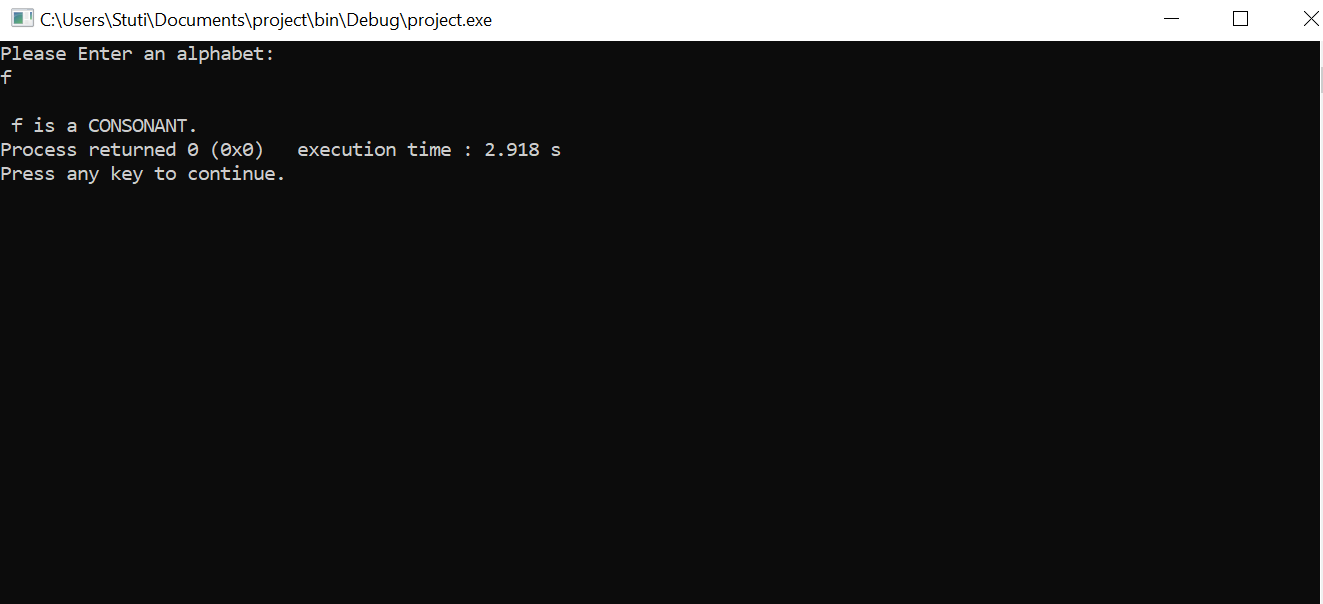 C:\Users\Stuti\Documents\project\bin\Debug\project.exe
Please Enter an alphabet:
f
f is a CONSONANT.
Process returned 0 (0x0)   execution time : 2.918 s
Press any key to continue.